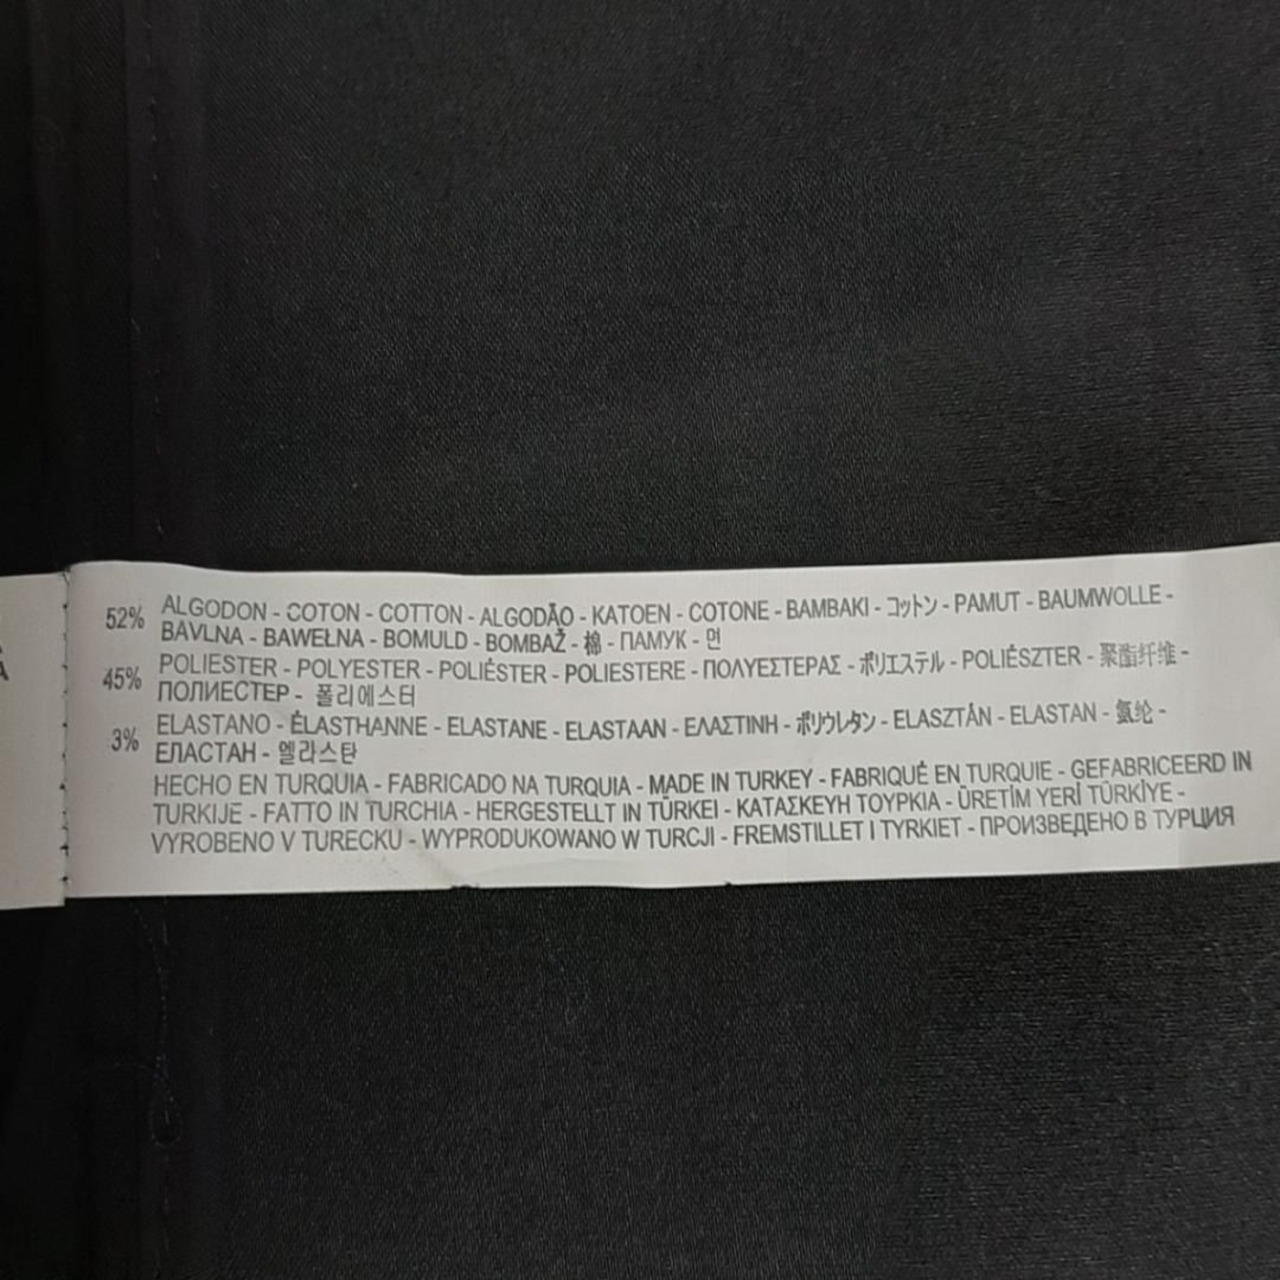 52% ALGODON - COTON - COTTON - ALGODÃO - KATOEN - COTONE - BAMBAKI - コットン - PAMUT - BAUMWOLLE -
BAVLNA - BAWEŁNA - BOMULD - BOMBAŽ - 棉 - ПАМУК - 면
45% POLIESTER - POLYESTER - POLIÉSTER - POLIESTERE - ΠΟΛΥΕΣΤΕΡΑΣ - ポリエステル - POLIÉSZTER - 聚酯纤维 -
ПОЛИЕСТЕР - 폴리에스터
3% ELASTANO - ÉLASTHANNE - ELASTANE - ELASTAAN - ΕΛΑΣΤΙΝΗ - ポリウレタン - ELASZTÁN - ELASTAN - 氨纶 -
ЕЛАСТАН - 엘라스탄
HECHO EN TURQUIA - FABRICADO NA TURQUIA - MADE IN TURKEY - FABRIQUÉ EN TURQUIE - GEFABRICEERD IN
TURKIJE - FATTO IN TURCHIA - HERGESTELLT IN TÜRKEI - ΚΑΤΑΣΚΕΥΗ ΤΟΥΡΚΙΑ - ÜRETİM YERİ TÜRKİYE -
VYROBENO V TURECKU - WYPRODUKOWANO W TURCJI - FREMSTILLET I TYRKIET - ПРОИЗВЕДЕНО В ТУРЦИЯ